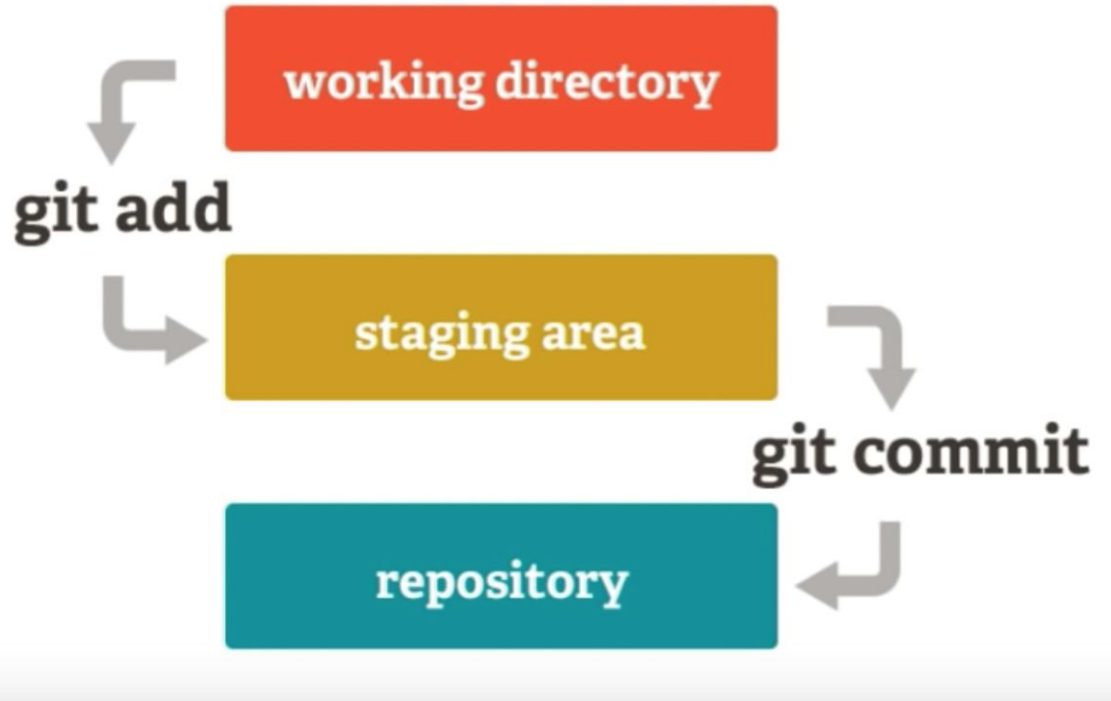 working directory
git add
staging area
git commit
repository